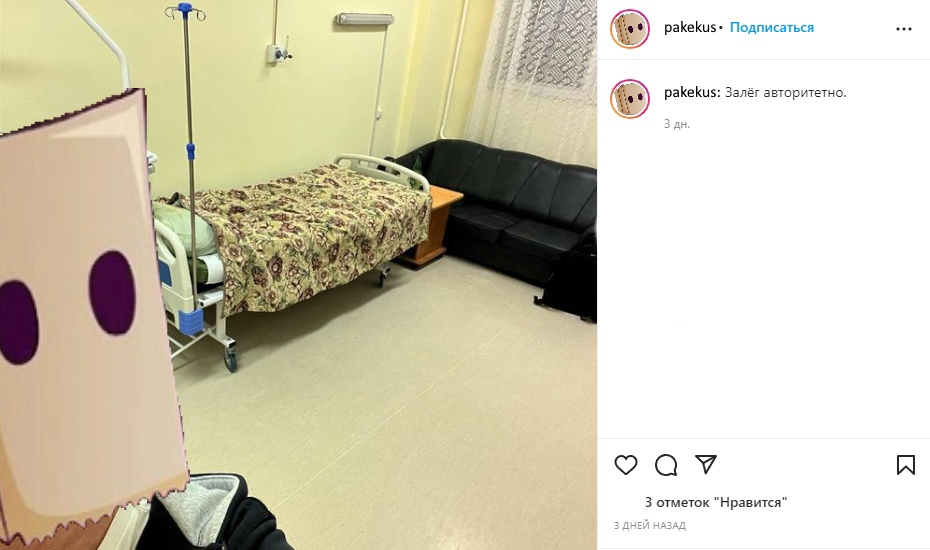 pakekus • Подписаться
pakekus: Залёг авторитетно.
3 дн.
3 отметок "Нравится"
3 ДНЕЙ НАЗАД